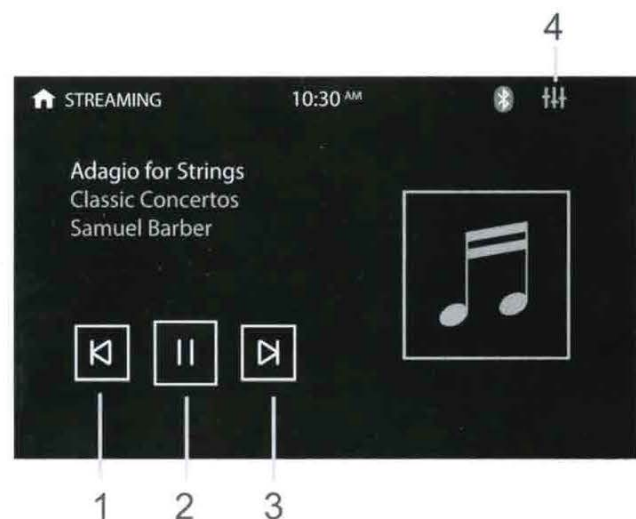 4
STREAMING 10:30 AM
Adagio for Strings
Classic Concertos
Samuel Barber
1 2 3